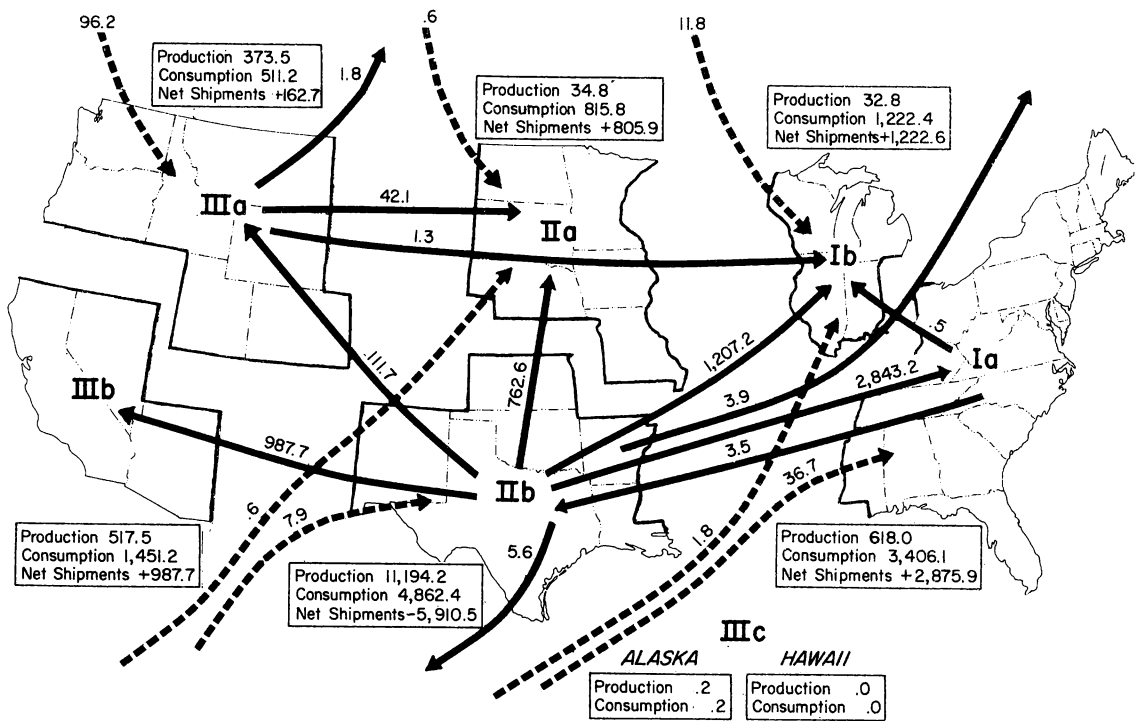 96.2
.6
11.8
Production 373.5
Consumption 511.2
Net Shipments +162.7
1.8
Production 34.8
Consumption 815.8
Net Shipments +805.9
Production 32.8
Consumption 1,222.4
Net Shipments+1,222.6
IIIa
42.1
IIa
1.3
Ib
.5
Ia
111.7
762.6
1,207.2
2,843.2
IIIb
3.9
987.7
3.5
IIb
36.7
.6
7.9
1.8
5.6
Production 517.5
Consumption 1,451.2
Net Shipments +987.7
Production 11,194.2
Consumption 4,862.4
Net Shipments-5,910.5
Production 618.0
Consumption 3,406.1
Net Shipments +2,875.9
IIIc
ALASKA HAWAII
Production .2
Consumption .2
Production .0
Consumption .0